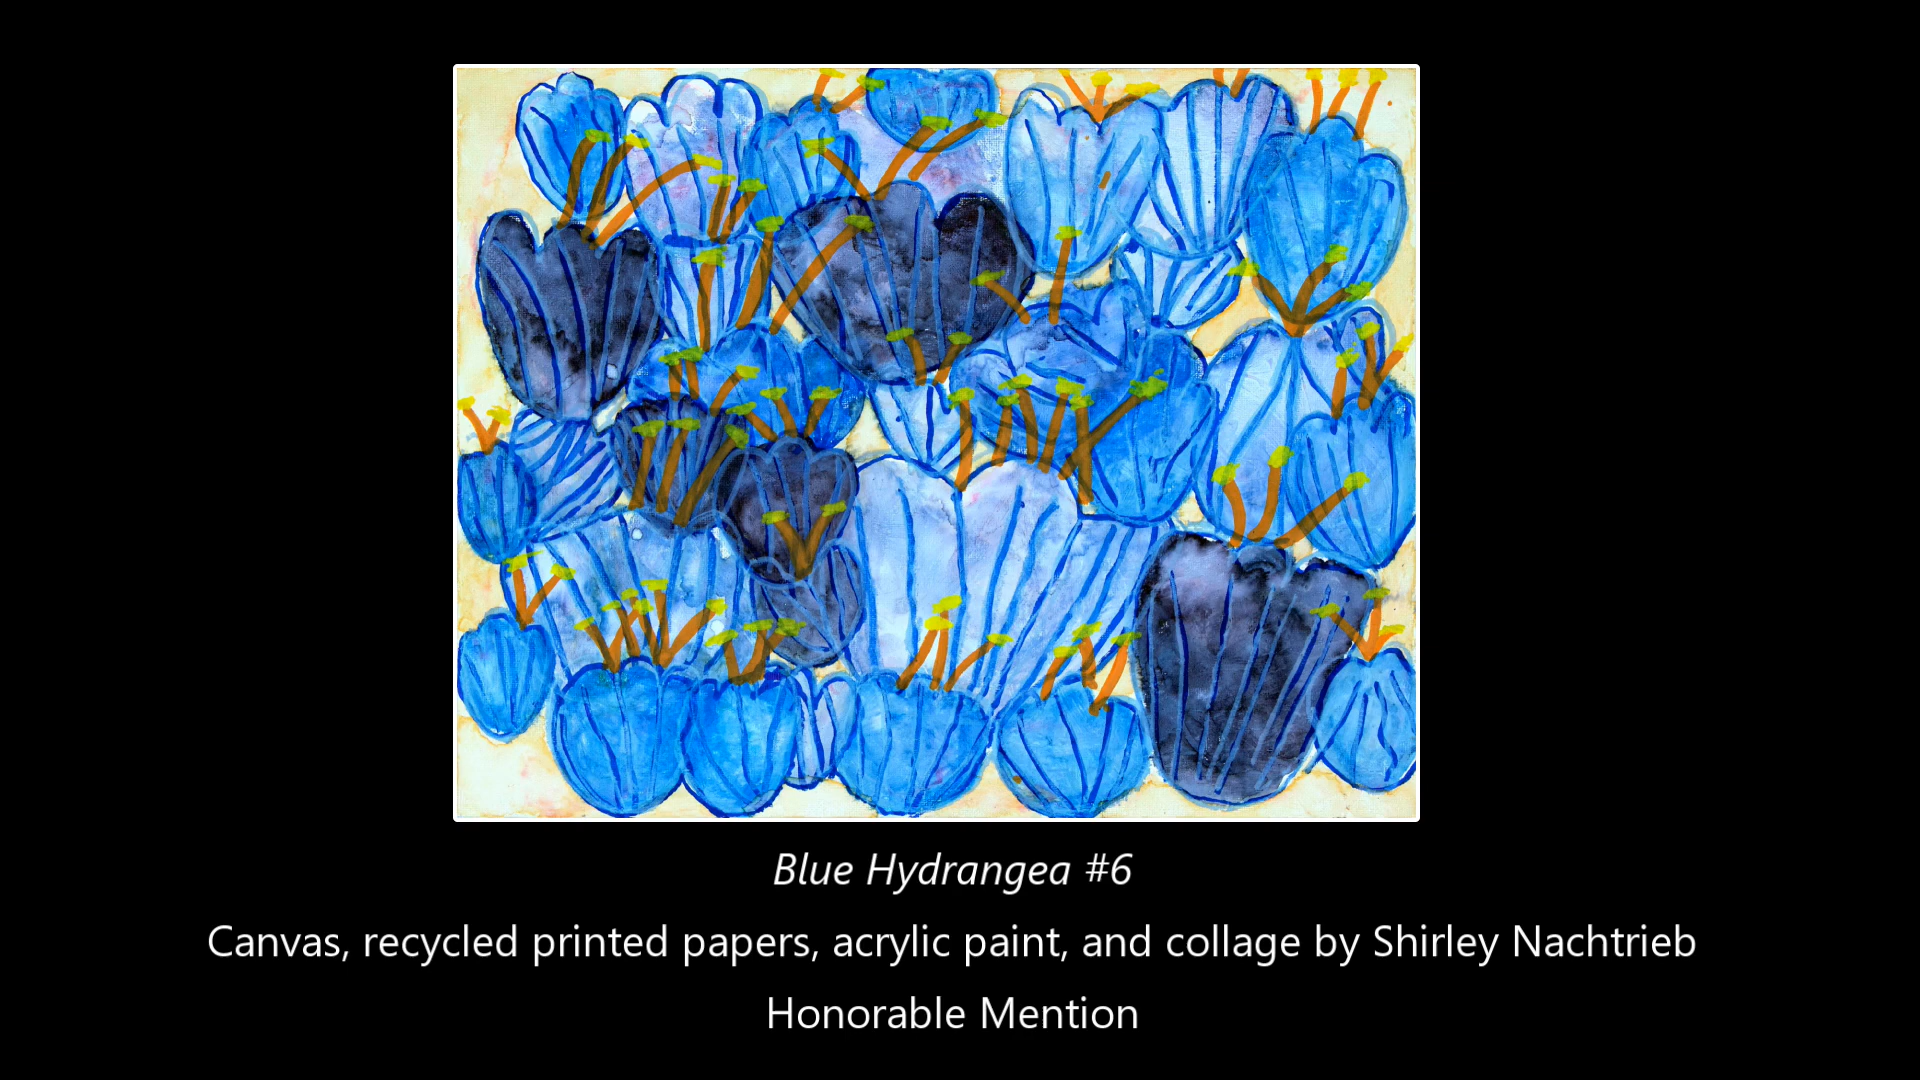 Blue Hydrangea #6
Canvas, recycled printed papers, acrylic paint, and collage by Shirley Nachtrieb
Honorable Mention